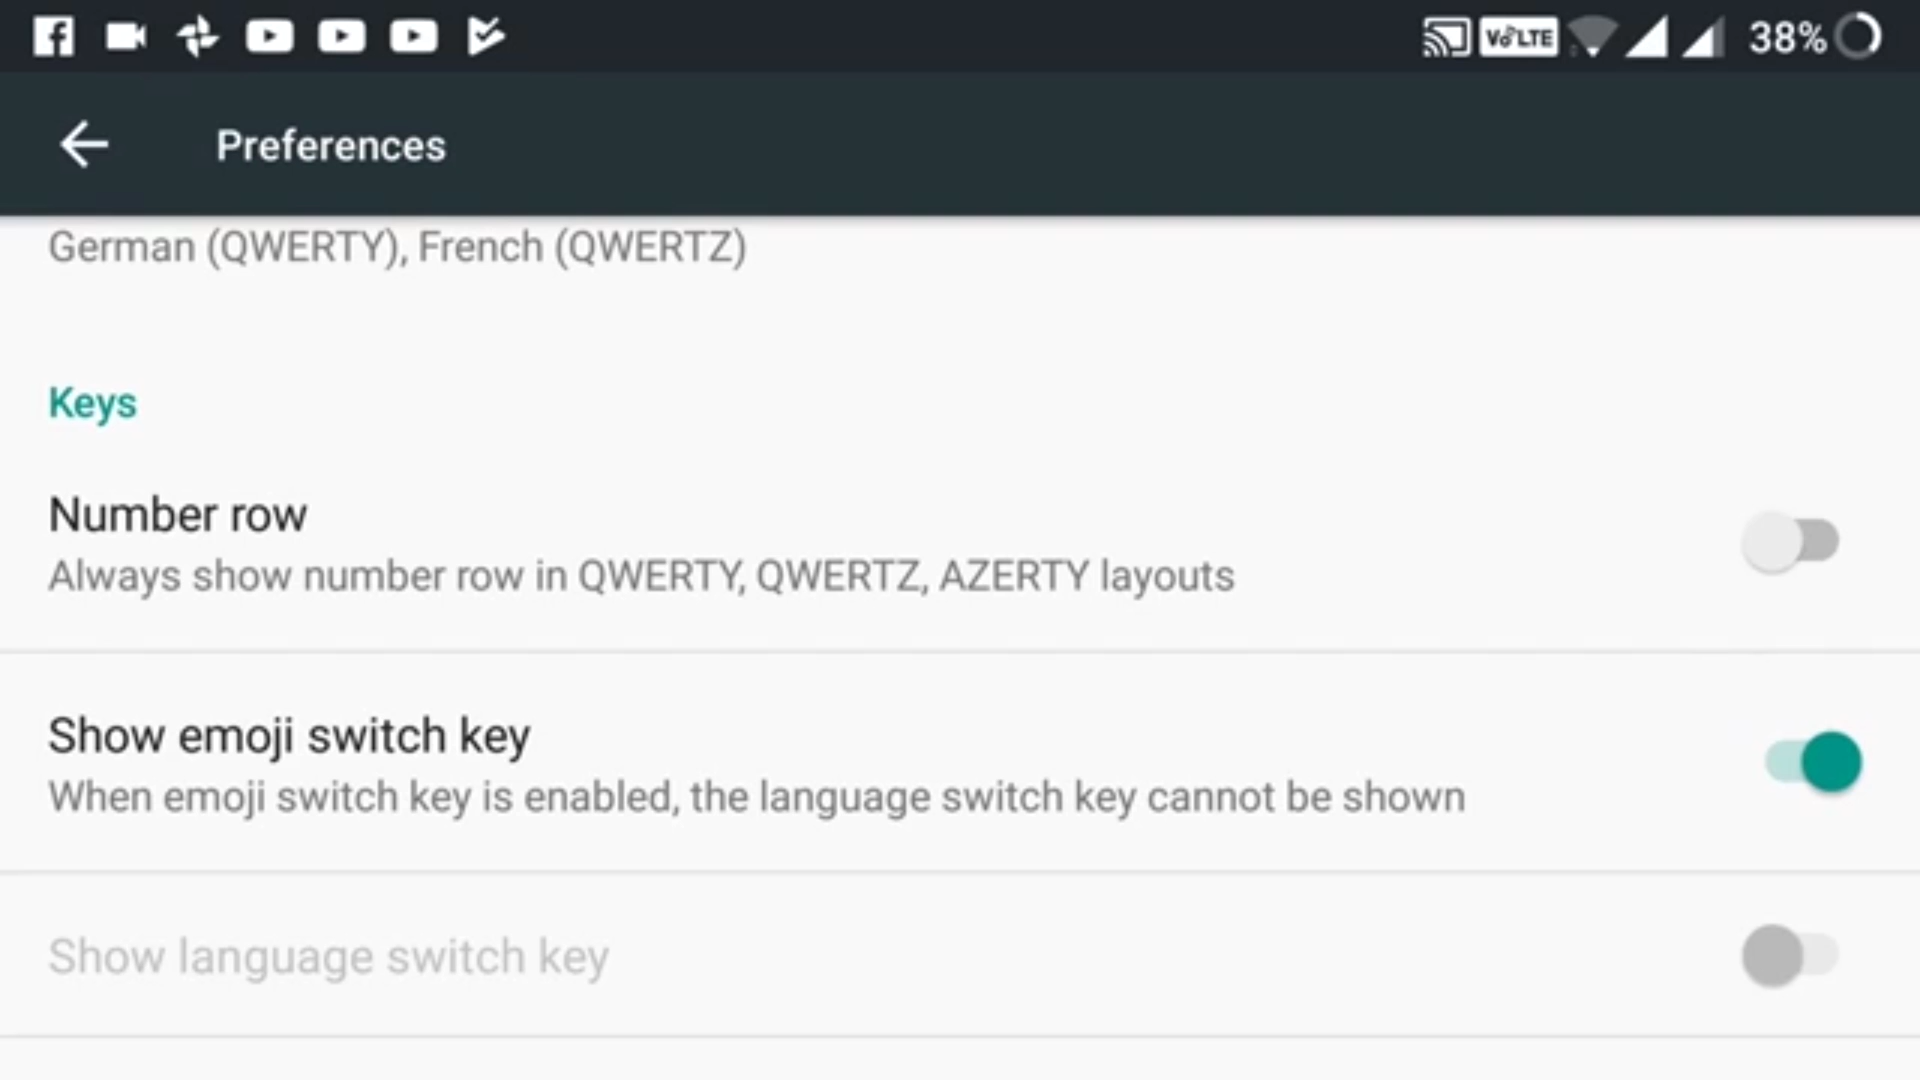 VoLTE 38%
Preferences
German (QWERTY), French (QWERTZ)
Keys
Number row
Always show number row in QWERTY, QWERTZ, AZERTY layouts
Show emoji switch key
When emoji switch key is enabled, the language switch key cannot be shown
Show language switch key